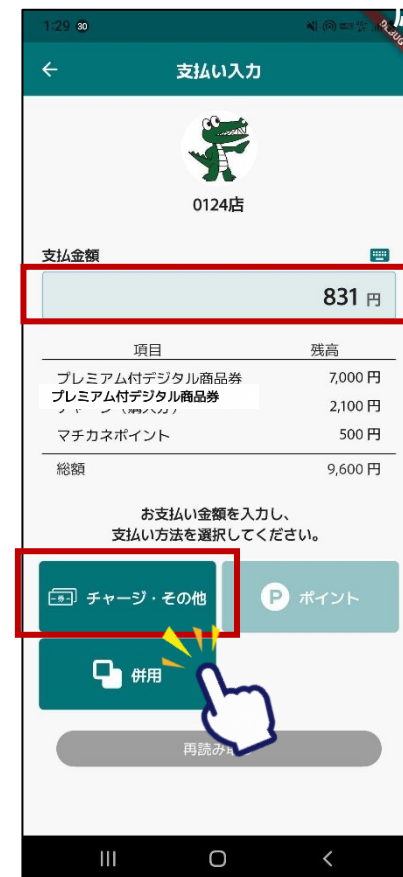 1:29 30
支払い入力
0124店
支払金額
831 円
項目 残高
プレミアム付デジタル商品券 7,000 円
プレミアム付デジタル商品券
2,100 円
マチカネポイント 500 円
総額 9,600 円
お支払い金額を入力し、
支払い方法を選択してください。
チャージ・その他
P ポイント
併用
再読み